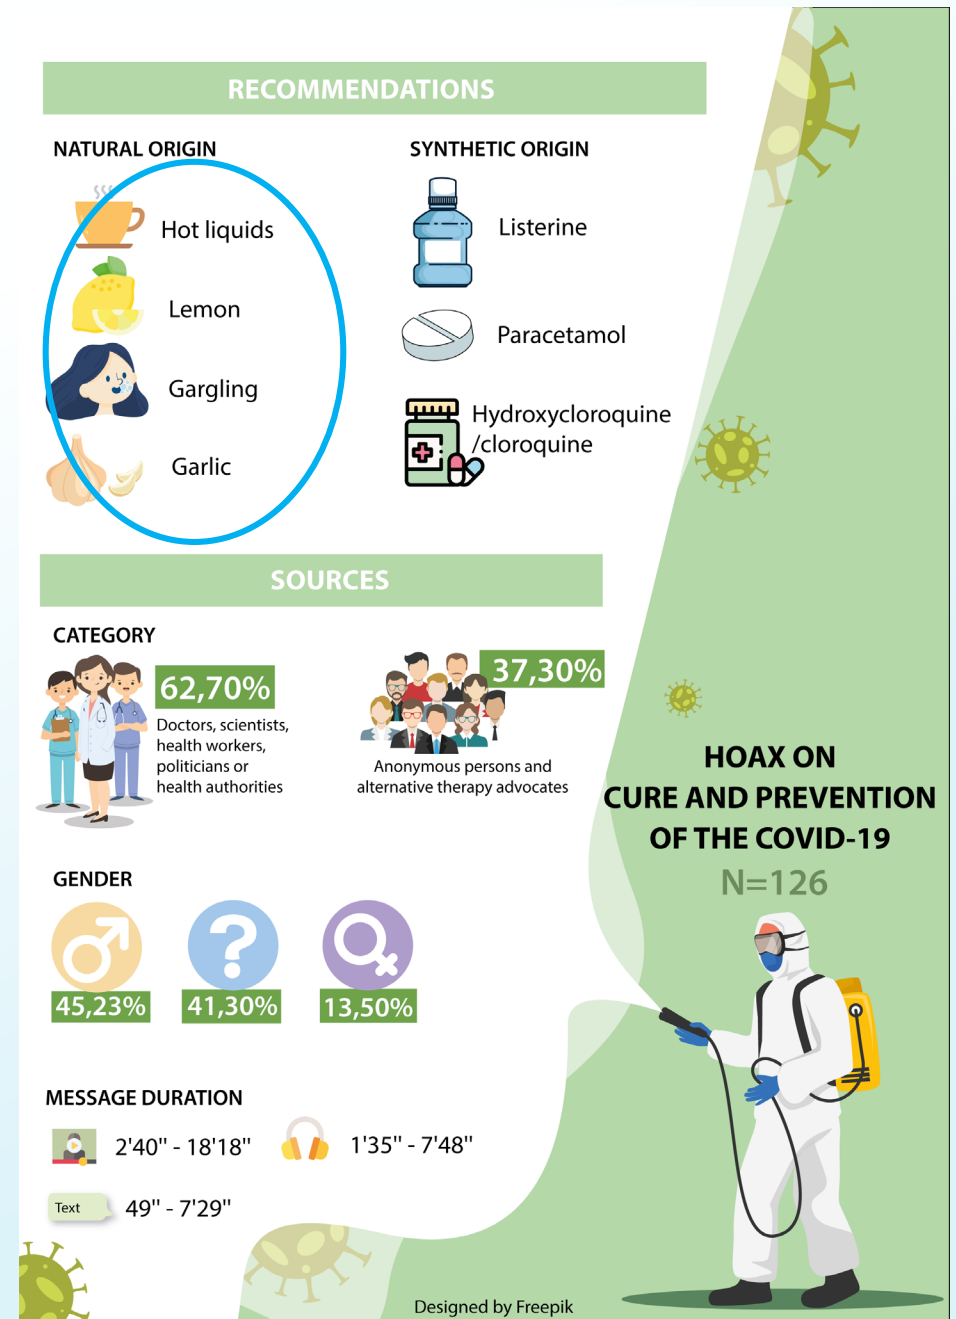 RECOMMENDATIONS
NATURAL ORIGIN
Hot liquids
Lemon
Gargling
Garlic
SYNTHETIC ORIGIN
Listerine
Paracetamol
Hydroxycloroquine
/cloroquine
SOURCES
CATEGORY
62,70%
Doctors, scientists,
health workers,
politicians or
health authorities
37,30%
Anonymous persons and
alternative therapy advocates
GENDER
45,23%
41,30%
13,50%
MESSAGE DURATION
2'40" - 18'18"
1'35" - 7'48"
Text
49" - 7'29"
HOAX ON
CURE AND PREVENTION
OF THE COVID-19
N=126
Designed by Freepik